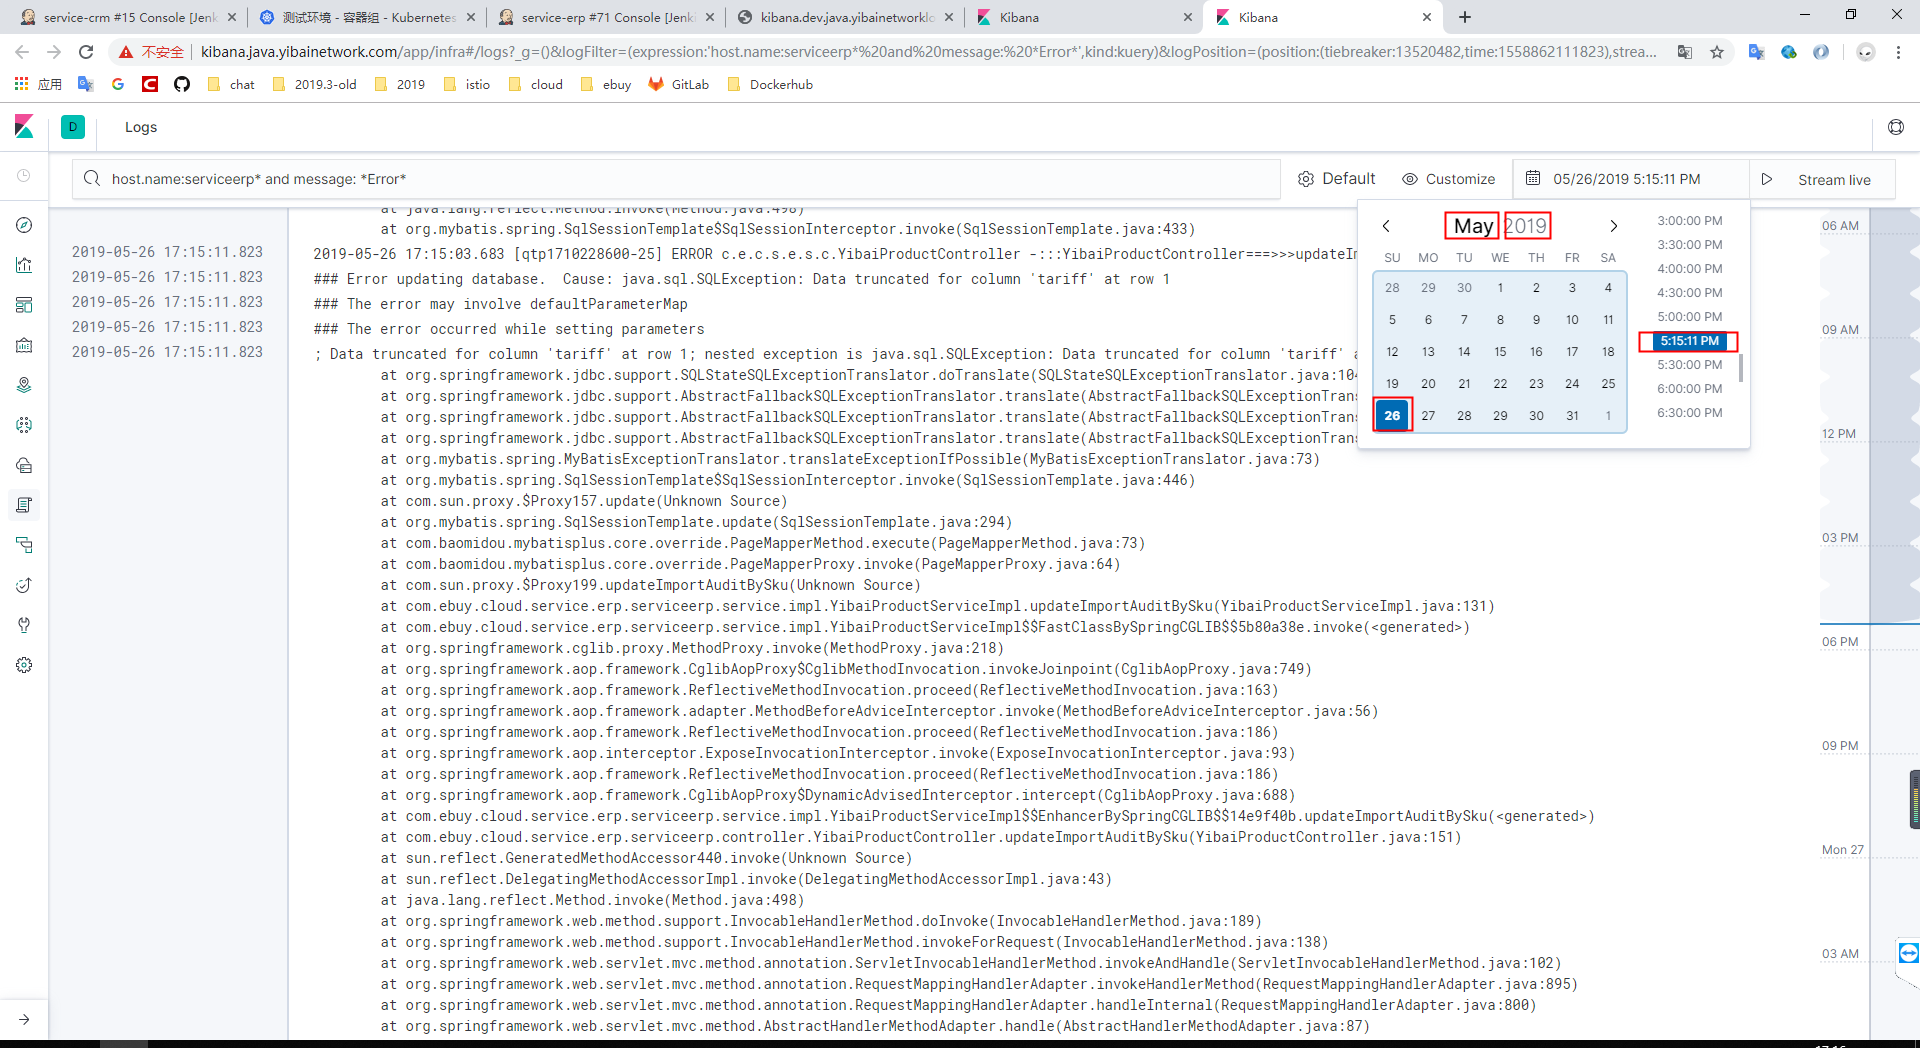 service-crm #15 Console [Jenk
测试环境 - 容器组 - Kubernetes
service-erp #71 Console [Jenki
kibana.dev.java.yibainetworklo
Kibana
Kibana
不安全
kibana.java.yibainetwork.com/app/infra#/logs?_g=()&logFilter=(expression:'host.name:serviceerp*%20and%20message:%20*Error*',kind:kuery)&logPosition=(position:(tiebreaker:13520482,time:1558862111823),strea...
应用
chat
2019.3-old
2019
istio
cloud
ebuy
GitLab
Dockerhub
D
Logs
host.name:serviceerp* and message: *Error*
Default
Customize
05/26/2019 5:15:11 PM
Stream live
at java.lang.reflect.Method.invoke(Method.java:498)
at org.mybatis.spring.SqlSessionTemplate$SqlSessionInterceptor.invoke(SqlSessionTemplate.java:433)
2019-05-26 17:15:11.823 2019-05-26 17:15:03.683 [qtp1710228600-25] ERROR c.e.c.s.e.s.c.YibaiProductController -:::YibaiProductController===>>>updateIm
2019-05-26 17:15:11.823 ### Error updating database.  Cause: java.sql.SQLException: Data truncated for column 'tariff' at row 1
2019-05-26 17:15:11.823 ### The error may involve defaultParameterMap
2019-05-26 17:15:11.823 ### The error occurred while setting parameters
2019-05-26 17:15:11.823 ; Data truncated for column 'tariff' at row 1; nested exception is java.sql.SQLException: Data truncated for column 'tariff' a
at org.springframework.jdbc.support.SQLStateSQLExceptionTranslator.doTranslate(SQLStateSQLExceptionTranslator.java:104
at org.springframework.jdbc.support.AbstractFallbackSQLExceptionTranslator.translate(AbstractFallbackSQLExceptionTrans
at org.springframework.jdbc.support.AbstractFallbackSQLExceptionTranslator.translate(AbstractFallbackSQLExceptionTrans
at org.springframework.jdbc.support.AbstractFallbackSQLExceptionTranslator.translate(AbstractFallbackSQLExceptionTrans
at org.mybatis.spring.MyBatisExceptionTranslator.translateExceptionIfPossible(MyBatisExceptionTranslator.java:73)
at org.mybatis.spring.SqlSessionTemplate$SqlSessionInterceptor.invoke(SqlSessionTemplate.java:446)
at com.sun.proxy.$Proxy157.update(Unknown Source)
at org.mybatis.spring.SqlSessionTemplate.update(SqlSessionTemplate.java:294)
at com.baomidou.mybatisplus.core.override.PageMapperMethod.execute(PageMapperMethod.java:73)
at com.baomidou.mybatisplus.core.override.PageMapperProxy.invoke(PageMapperProxy.java:64)
at com.sun.proxy.$Proxy199.updateImportAuditBySku(Unknown Source)
at com.ebuy.cloud.service.erp.serviceerp.service.impl.YibaiProductServiceImpl.updateImportAuditBySku(YibaiProductServiceImpl.java:131)
at com.ebuy.cloud.service.erp.serviceerp.service.impl.YibaiProductServiceImpl$$FastClassBySpringCGLIB$$5b80a38e.invoke(<generated>)
at org.springframework.cglib.proxy.MethodProxy.invoke(MethodProxy.java:218)
at org.springframework.aop.framework.CglibAopProxy$CglibMethodInvocation.invokeJoinpoint(CglibAopProxy.java:749)
at org.springframework.aop.framework.ReflectiveMethodInvocation.proceed(ReflectiveMethodInvocation.java:163)
at org.springframework.aop.framework.adapter.MethodBeforeAdviceInterceptor.invoke(MethodBeforeAdviceInterceptor.java:56)
at org.springframework.aop.framework.ReflectiveMethodInvocation.proceed(ReflectiveMethodInvocation.java:186)
at org.springframework.aop.interceptor.ExposeInvocationInterceptor.invoke(ExposeInvocationInterceptor.java:93)
at org.springframework.aop.framework.ReflectiveMethodInvocation.proceed(ReflectiveMethodInvocation.java:186)
at org.springframework.aop.framework.CglibAopProxy$DynamicAdvisedInterceptor.intercept(CglibAopProxy.java:688)
at com.ebuy.cloud.service.erp.serviceerp.service.impl.YibaiProductServiceImpl$$EnhancerBySpringCGLIB$$14e9f40b.updateImportAuditBySku(<generated>)
at com.ebuy.cloud.service.erp.serviceerp.controller.YibaiProductController.updateImportAuditBySku(YibaiProductController.java:151)
at sun.reflect.GeneratedMethodAccessor440.invoke(Unknown Source)
at sun.reflect.DelegatingMethodAccessorImpl.invoke(DelegatingMethodAccessorImpl.java:43)
at java.lang.reflect.Method.invoke(Method.java:498)
at org.springframework.web.method.support.InvocableHandlerMethod.doInvoke(InvocableHandlerMethod.java:189)
at org.springframework.web.method.support.InvocableHandlerMethod.invokeForRequest(InvocableHandlerMethod.java:138)
at org.springframework.web.servlet.mvc.method.annotation.ServletInvocableHandlerMethod.invokeAndHandle(ServletInvocableHandlerMethod.java:102)
at org.springframework.web.servlet.mvc.method.annotation.RequestMappingHandlerAdapter.invokeHandlerMethod(RequestMappingHandlerAdapter.java:895)
at org.springframework.web.servlet.mvc.method.annotation.RequestMappingHandlerAdapter.handleInternal(RequestMappingHandlerAdapter.java:800)
at org.springframework.web.servlet.mvc.method.AbstractHandlerMethodAdapter.handle(AbstractHandlerMethodAdapter.java:87)
May 2019
SU MO TU WE TH FR SA
28 29 30 1 2 3 4
5 6 7 8 9 10 11
12 13 14 15 16 17 18
19 20 21 22 23 24 25
26 27 28 29 30 31 1
3:00:00 PM
3:30:00 PM
4:00:00 PM
4:30:00 PM
5:00:00 PM
5:15:11 PM
5:30:00 PM
6:00:00 PM
6:30:00 PM
06 AM
09 AM
12 PM
03 PM
06 PM
09 PM
Mon 27
03 AM